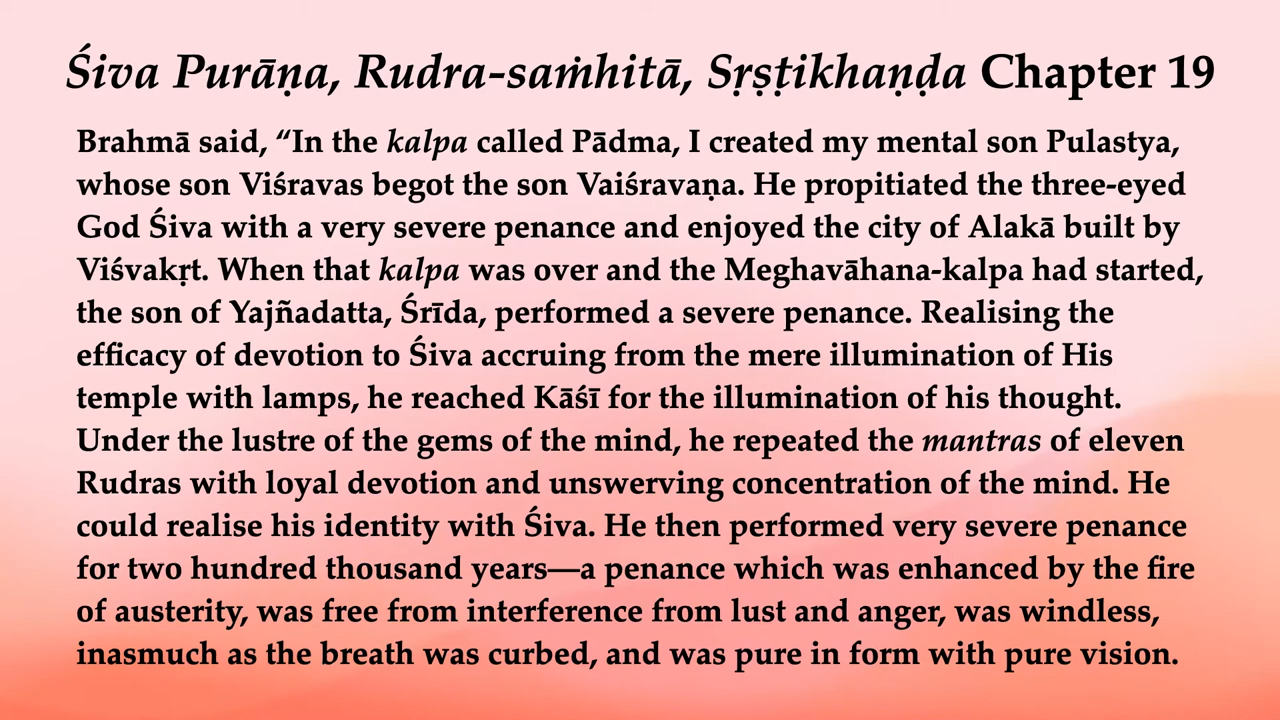 Śiva Purāṇa, Rudra-saṁhitā, Sṛṣṭikhaṇḍa Chapter 19
Brahmā said, “In the kalpa called Pādma, I created my mental son Pulastya,
whose son Viśravas begot the son Vaiśravaṇa. He propitiated the three-eyed
God Śiva with a very severe penance and enjoyed the city of Alakā built by
Viśvakṛt. When that kalpa was over and the Meghavāhana-kalpa had started,
the son of Yajñadatta, Śrīda, performed a severe penance. Realising the
efficacy of devotion to Śiva accruing from the mere illumination of His
temple with lamps, he reached Kāśī for the illumination of his thought.
Under the lustre of the gems of the mind, he repeated the mantras of eleven
Rudras with loyal devotion and unswerving concentration of the mind. He
could realise his identity with Śiva. He then performed very severe penance
for two hundred thousand years—a penance which was enhanced by the fire
of austerity, was free from interference from lust and anger, was windless,
inasmuch as the breath was curbed, and was pure in form with pure vision.